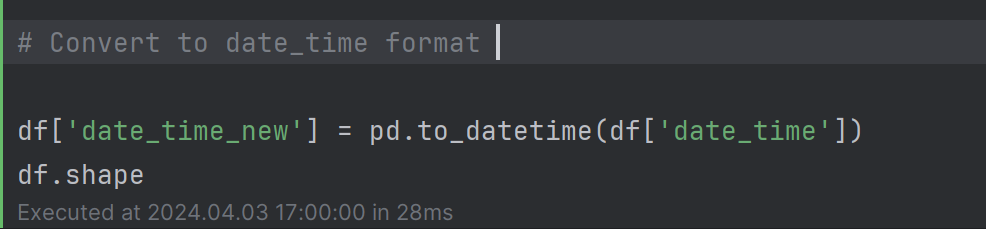 # Convert to date_time format
df['date_time_new'] = pd.to_datetime(df['date_time'])
df.shape
Executed at 2024.04.03 17:00:00 in 28ms